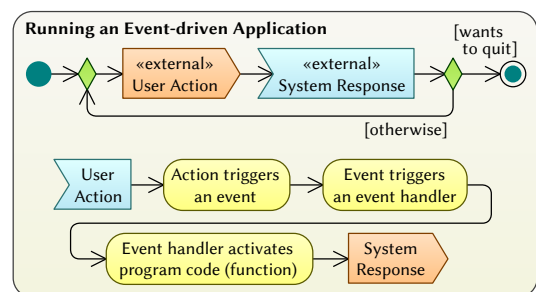 Running an Event-driven Application
[wants
to quit]
«external»
User Action
«external»
System Response
[otherwise]
User
Action
Action triggers
an event
Event triggers
an event handler
Event handler activates
program code (function)
System
Response